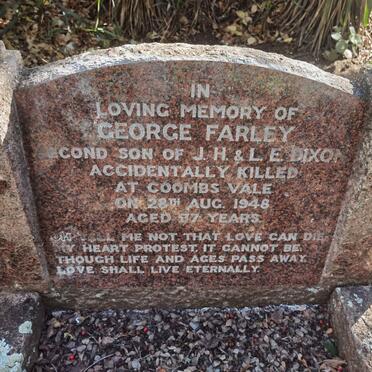 IN
LOVING MEMORY OF
GEORGE FARLEY
SECOND SON OF J. H. & L. E. DIXON
ACCIDENTALLY KILLED
AT COOMBS VALE
ON 28TH AUG. 1948
AGED 37 YEARS.
TELL ME NOT THAT LOVE CAN DIE,
MY HEART PROTEST, IT CANNOT BE,
THOUGH LIFE AND AGES PASS AWAY,
LOVE SHALL LIVE ETERNALLY.